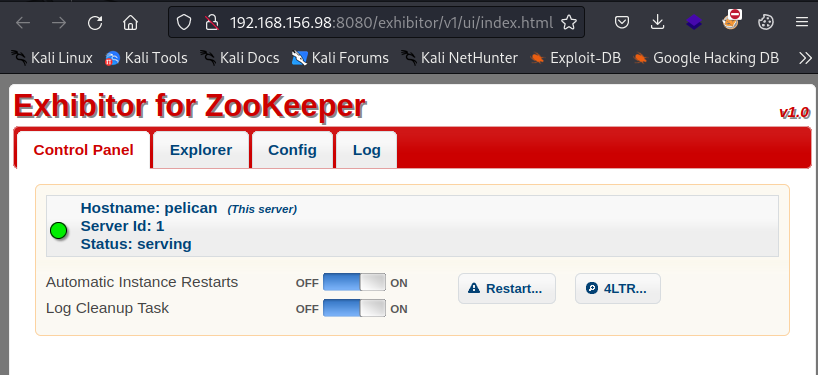 192.168.156.98:8080/exhibitor/v1/ui/index.html
Kali Linux Kali Tools Kali Docs Kali Forums Kali NetHunter Exploit-DB Google Hacking DB
Exhibitor for ZooKeeper
v1.0
Control Panel Explorer Config Log
Hostname: pelican (This server)
Server Id: 1
Status: serving
Automatic Instance Restarts OFF ON Restart... 4LTR...
Log Cleanup Task OFF ON